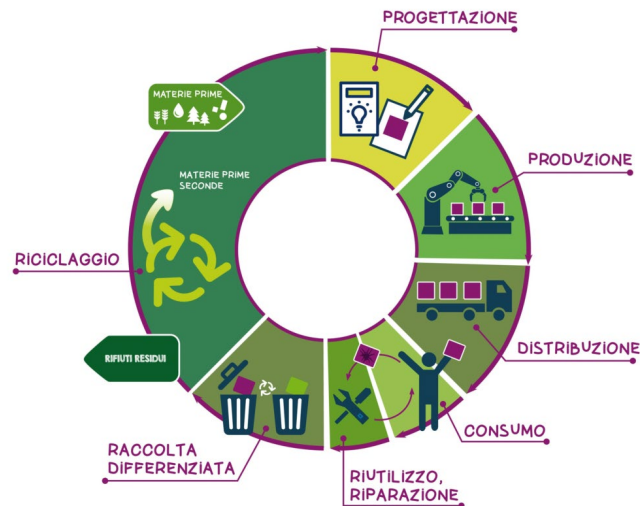 PROGETTAZIONE
MATERIE PRIME
PRODUZIONE
MATERIE PRIME
SECONDE
RICICLAGGIO
DISTRIBUZIONE
RIFIUTI RESIDUI
CONSUMO
RACCOLTA
DIFFERENZIATA
RIUTILIZZO,
RIPARAZIONE